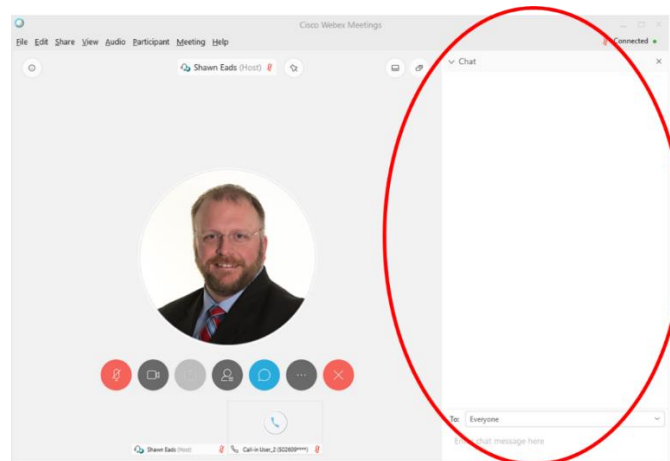 Cisco Webex Meetings
File Edit Share View Audio Participant Meeting Help
Connected
Shawn Eads (Host)
Chat
To: Everyone
Enter chat message here
Shawn Eads (Host)
Call-in User_2 (502609****)